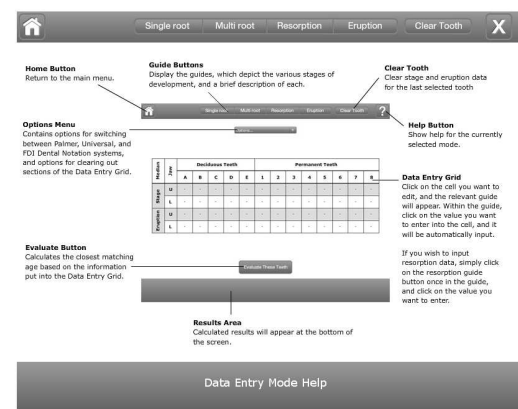 Single root Multi root Resorption Eruption Clear Tooth X
Home Button
Return to the main menu.
Guide Buttons
Display the guides, which depict the various stages of
development, and a brief description of each.
Clear Tooth
Clear stage and eruption data
for the last selected tooth
Single root Multi root Resorption Eruption Clear Tooth ?
Help Button
Show help for the currently
selected mode.
Options Menu
Contains options for switching
between Palmer, Universal, and
FDI Dental Notation systems,
and options for clearing out
sections of the Data Entry Grid.
Median Jaw Deciduous Teeth Permanent Teeth
A B C D E 1 2 3 4 5 6 7 8
Stage U - - - - - - - - - - - - -
L - - - - - - - - - - - - -
Eruption U - - - - - - - - - - - - -
L - - - - - - - - - - - - -
Data Entry Grid
Click on the cell you want to
edit, and the relevant guide
will appear. Within the guide,
click on the value you want
to enter into the cell, and it
will be automatically input.
If you wish to input
resorption data, simply click
on the resorption guide
button once in the guide,
and click on the value you
want to enter.
Evaluate Button
Calculates the closest matching
age based on the information
put into the Data Entry Grid.
Evaluate These Teeth
Results Area
Calculated results will appear at the bottom of
the screen.
Data Entry Mode Help